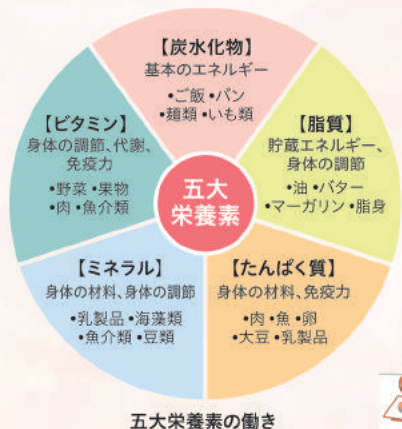 【炭水化物】
基本のエネルギー
•ご飯 •パン
•麺類 •いも類
【脂質】
貯蔵エネルギー、
身体の調節
•油 •バター
•マーガリン •脂身
【たんぱく質】
身体の材料、免疫力
•肉 •魚 •卵
•大豆 •乳製品
【ミネラル】
身体の材料、身体の調節
•乳製品 •海藻類
•魚介類 •豆類
【ビタミン】
身体の調節、代謝、
免疫力
•野菜 •果物
•肉 •魚介類
五大
栄養素
五大栄養素の働き